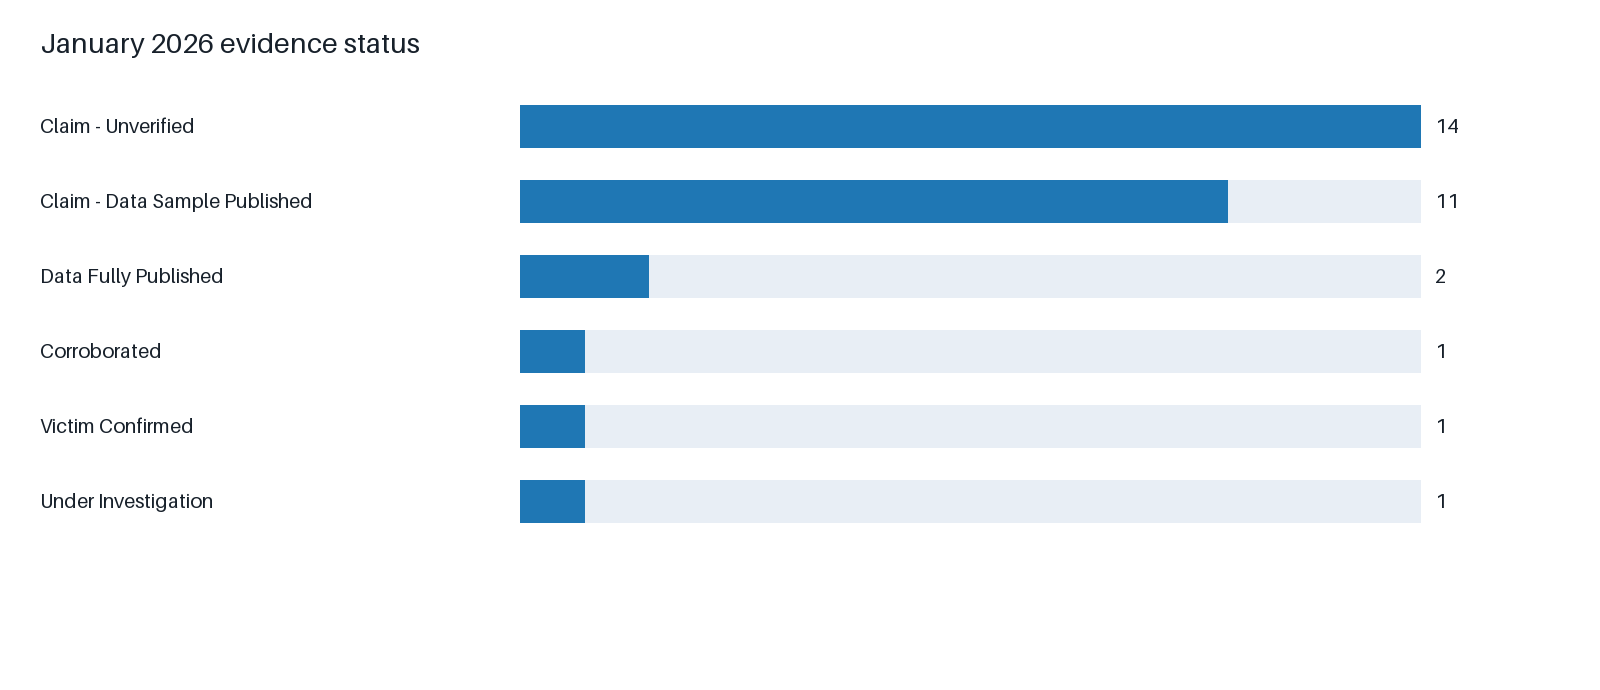 January 2026 evidence status
Claim - Unverified 14
Claim - Data Sample Published 11
Data Fully Published 2
Corroborated 1
Victim Confirmed 1
Under Investigation 1